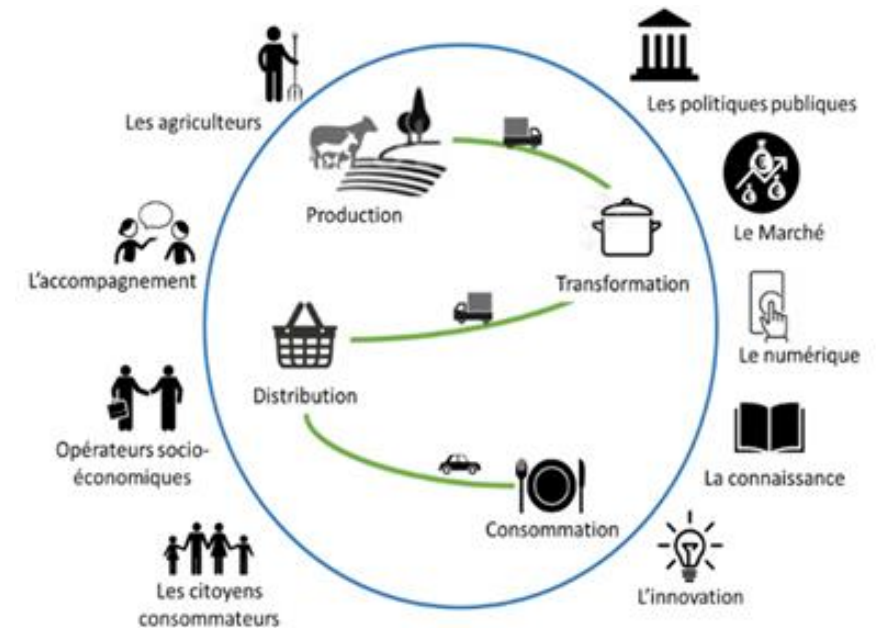 Les agriculteurs
Les politiques publiques
Production
Le Marché
L'accompagnement
Transformation
Le numérique
Distribution
Opérateurs socio-
économiques
La connaissance
Consommation
Les citoyens
consommateurs
L'innovation